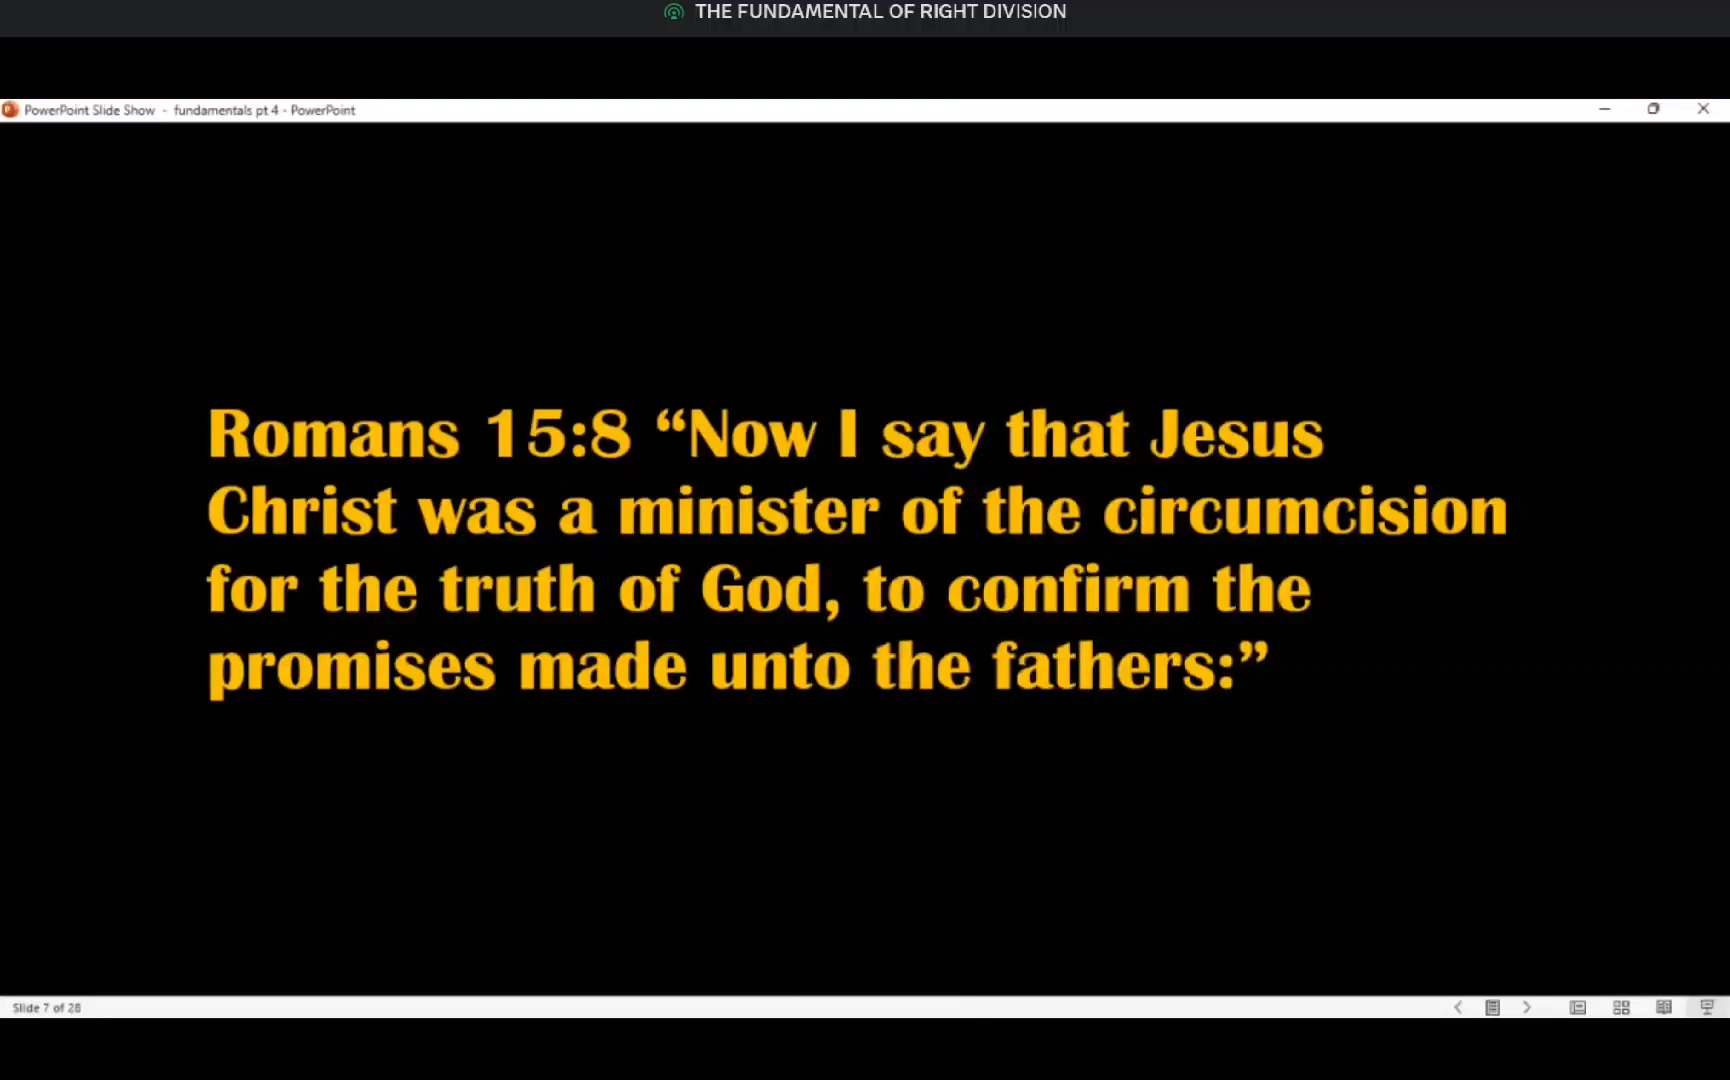 THE FUNDAMENTAL OF RIGHT DIVISION
PowerPoint Slide Show - fundamentals pt 4 - PowerPoint
Romans 15:8 “Now I say that Jesus
Christ was a minister of the circumcision
for the truth of God, to confirm the
promises made unto the fathers:”
Slide 7 of 28